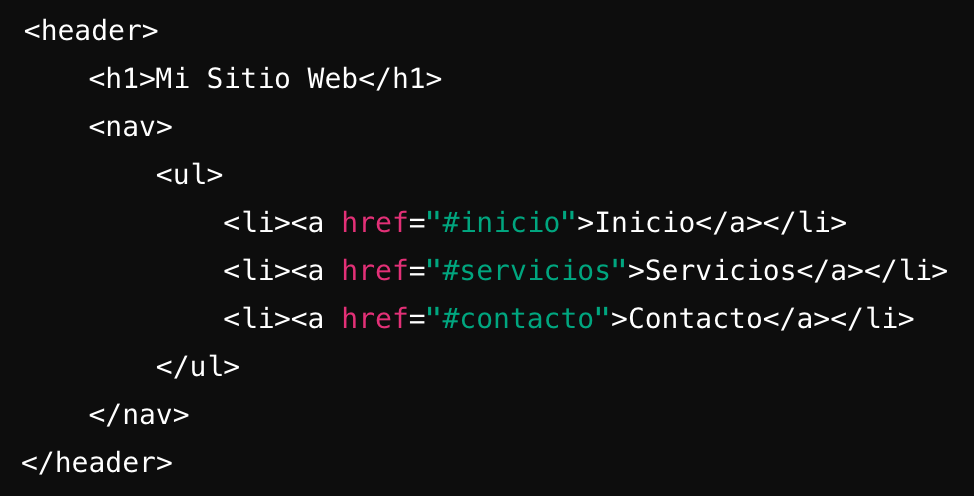 <header>
    <h1>Mi Sitio Web</h1>
    <nav>
        <ul>
            <li><a href="#inicio">Inicio</a></li>
            <li><a href="#servicios">Servicios</a></li>
            <li><a href="#contacto">Contacto</a></li>
        </ul>
    </nav>
</header>